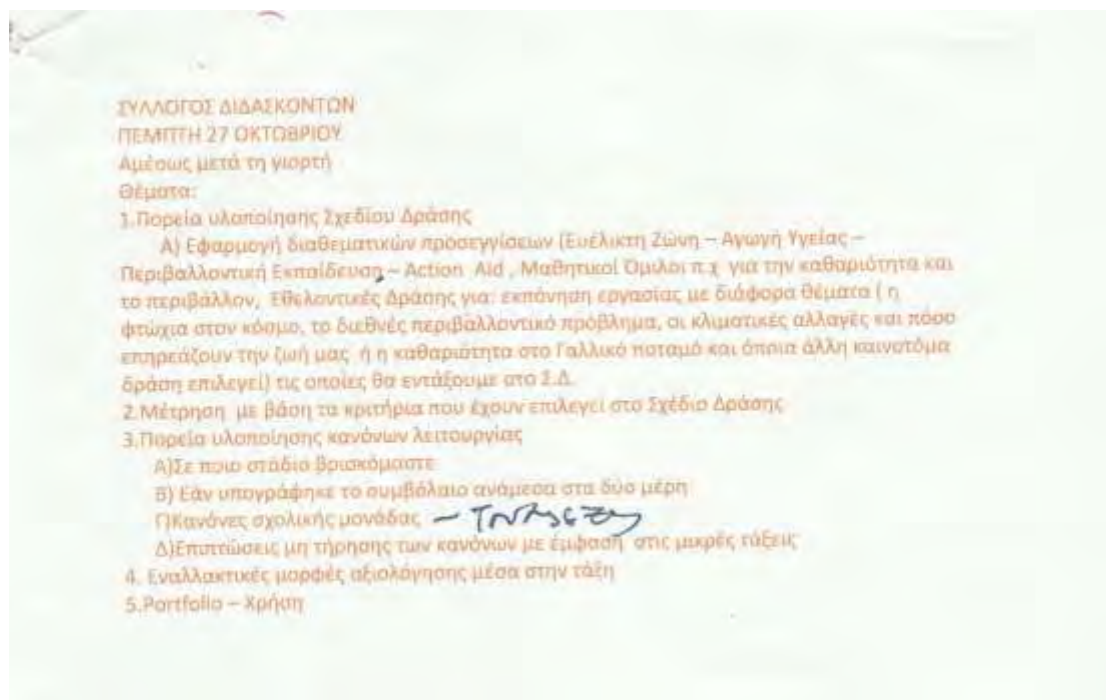 ΣΥΛΛΟΓΟΣ ΔΙΔΑΣΚΟΝΤΩΝ
ΠΕΜΠΤΗ 27 ΟΚΤΩΒΡΙΟΥ
Αμέσως μετά τη γιορτή
Θέματα:
1.Πορεία υλοποίησης Σχεδίου Δράσης
Α) Εφαρμογή διαθεματικών προσεγγίσεων (Ευέλικτη Ζώνη – Αγωγή Υγείας –
Περιβαλλοντική Εκπαίδευση – Action Aid , Μαθητικοί Όμιλοι π.χ για την καθαριότητα και
το περιβάλλον, Εθελοντικές Δράσης για: εκπόνηση εργασίας με διάφορα θέματα ( η
φτώχια στον κόσμο, το διεθνές περιβαλλοντικό πρόβλημα, οι κλιματικές αλλαγές και πόσο
επηρεάζουν την ζωή μας ή η καθαριότητα στο Γαλλικό ποταμό και όποια άλλη καινοτόμα
δράση επιλεγεί) τις οποίες θα εντάξουμε στο Σ.Δ.
2.Μέτρηση με βάση τα κριτήρια που έχουν επιλεγεί στο Σχέδιο Δράσης
3.Πορεία υλοποίησης κανόνων λειτουργίας
Α)Σε ποιο στάδιο βρισκόμαστε
Β) Εάν υπογράφηκε το συμβόλαιο ανάμεσα στα δύο μέρη
Γ)Κανόνες σχολικής μονάδας –
Δ)Επιπτώσεις μη τήρησης των κανόνων με έμφαση στις μικρές τάξεις
4. Εναλλακτικές μορφές αξιολόγησης μέσα στην τάξη
5.Portfolio – Χρήση